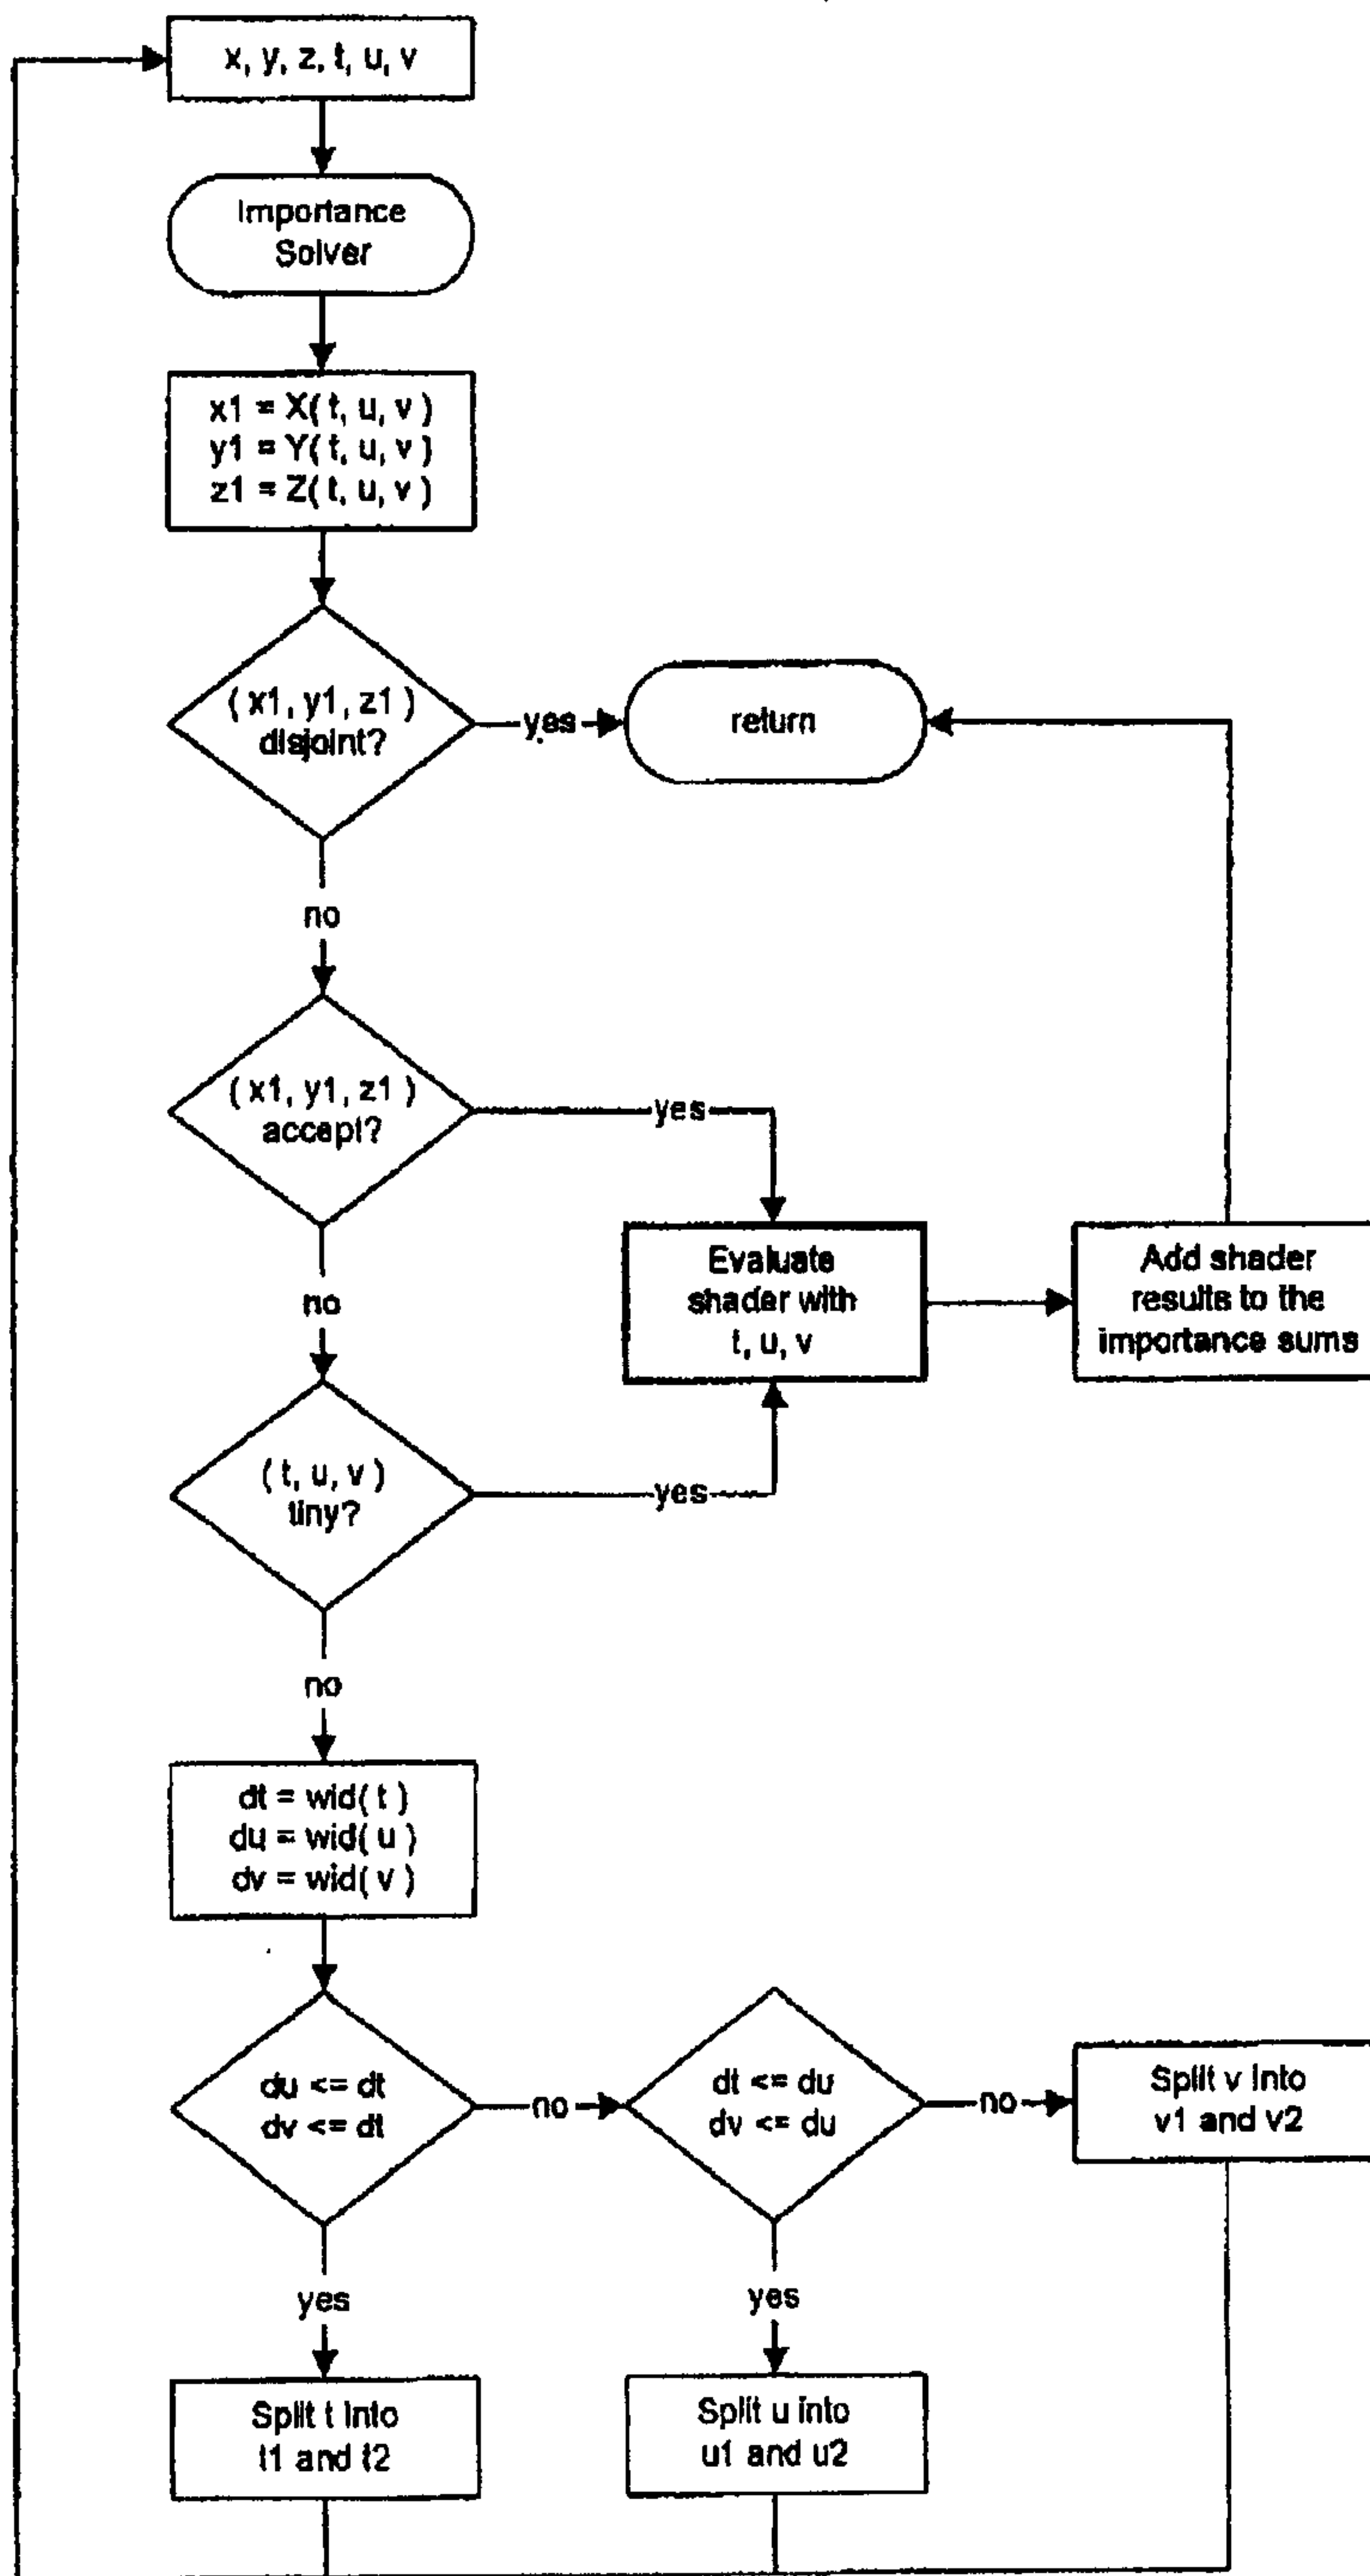 x, y, z, t, u, v
Importance
Solver
x1 = X( t, u, v )
y1 = Y( t, u, v )
z1 = Z( t, u, v )
( x1, y1, z1 )
disjoint?
yes
return
no
( x1, y1, z1 )
accept?
yes
no
Evaluate
shader with
t, u, v
Add shader
results to the
importance sums
( t, u, v )
tiny?
yes
no
dt = wid( t )
du = wid( u )
dv = wid( v )
du <= dt
dv <= dt
no
dt <= du
dv <= du
no
Split v into
v1 and v2
yes
yes
Split t into
t1 and t2
Split u into
u1 and u2